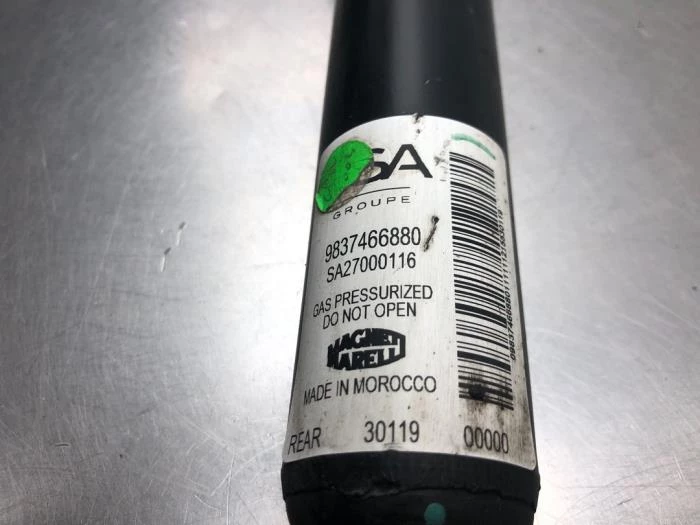 SA
GROUPE
9837466880
SA27000116
GAS PRESSURIZED
DO NOT OPEN
MAGNETI
MARELLI
MADE IN MOROCCO
REAR 30119 00000